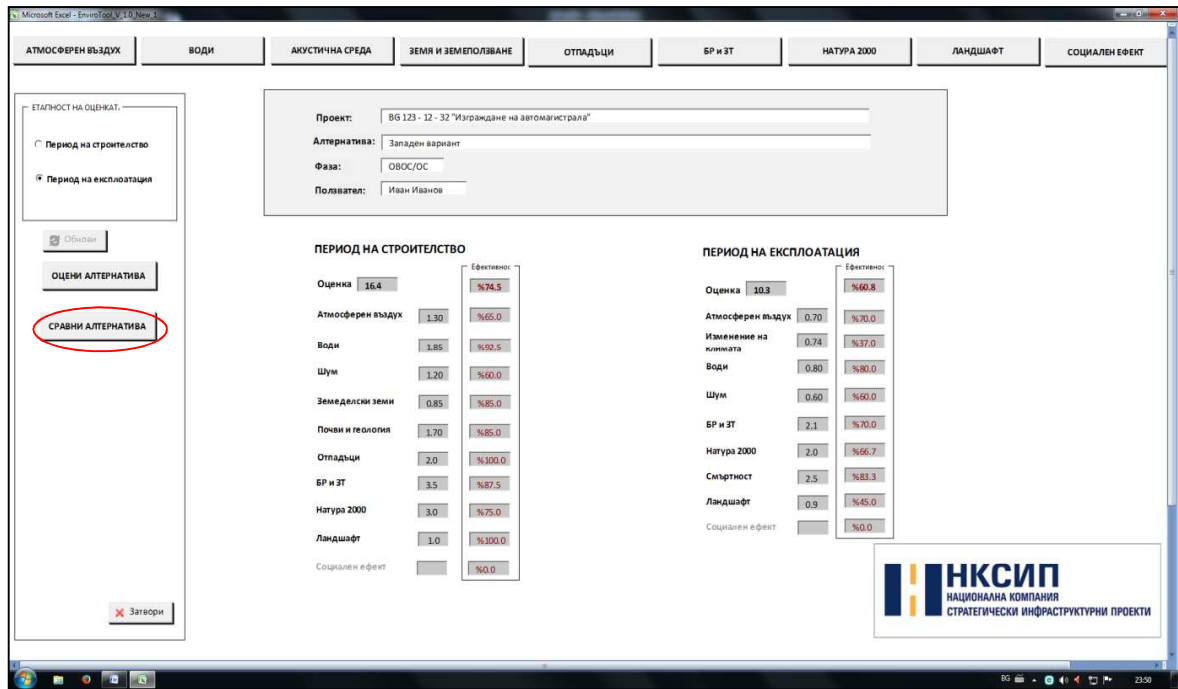 Microsoft Excel - EnviroTool_V_1.0_New_1
АТМОСФЕРЕН ВЪЗДУХ
ВОДИ
АКУСТИЧНА СРЕДА
ЗЕМЯ И ЗЕМЕПОЛЗВАНЕ
ОТПАДЪЦИ
БР и ЗТ
НАТУРА 2000
ЛАНДШАФТ
СОЦИАЛЕН ЕФЕКТ
ЕТАПНОСТ НА ОЦЕНКАТ.
Период на строителство
Период на експлоатация
Обнови
ОЦЕНИ АЛТЕРНАТИВА
СРАВНИ АЛТЕРНАТИВА
Затвори
Проект: BG 123 - 12 - 32 "Изграждане на автомагистрала"
Алтернатива: Западен вариант
Фаза: ОВОС/ОС
Ползвател: Иван Иванов
ПЕРИОД НА СТРОИТЕЛСТВО
Ефективнос
Оценка 16.4 %74.5
Атмосферен въздух 1.30 %65.0
Води 1.85 %92.5
Шум 1.20 %60.0
Земеделски земи 0.85 %85.0
Почви и геология 1.70 %85.0
Отпадъци 2.0 %100.0
БР и ЗТ 3.5 %87.5
Натура 2000 3.0 %75.0
Ландшафт 1.0 %100.0
Социален ефект %0.0
ПЕРИОД НА ЕКСПЛОАТАЦИЯ
Ефективнос
Оценка 10.3 %60.8
Атмосферен въздух 0.70 %70.0
Изменение на
климата 0.74 %37.0
Води 0.80 %80.0
Шум 0.60 %60.0
БР и ЗТ 2.1 %70.0
Натура 2000 2.0 %66.7
Смъртност 2.5 %83.3
Ландшафт 0.9 %45.0
Социален ефект %0.0
НКСИП
НАЦИОНАЛНА КОМПАНИЯ
СТРАТЕГИЧЕСКИ ИНФРАСТРУКТУРНИ ПРОЕКТИ
BG 23:50